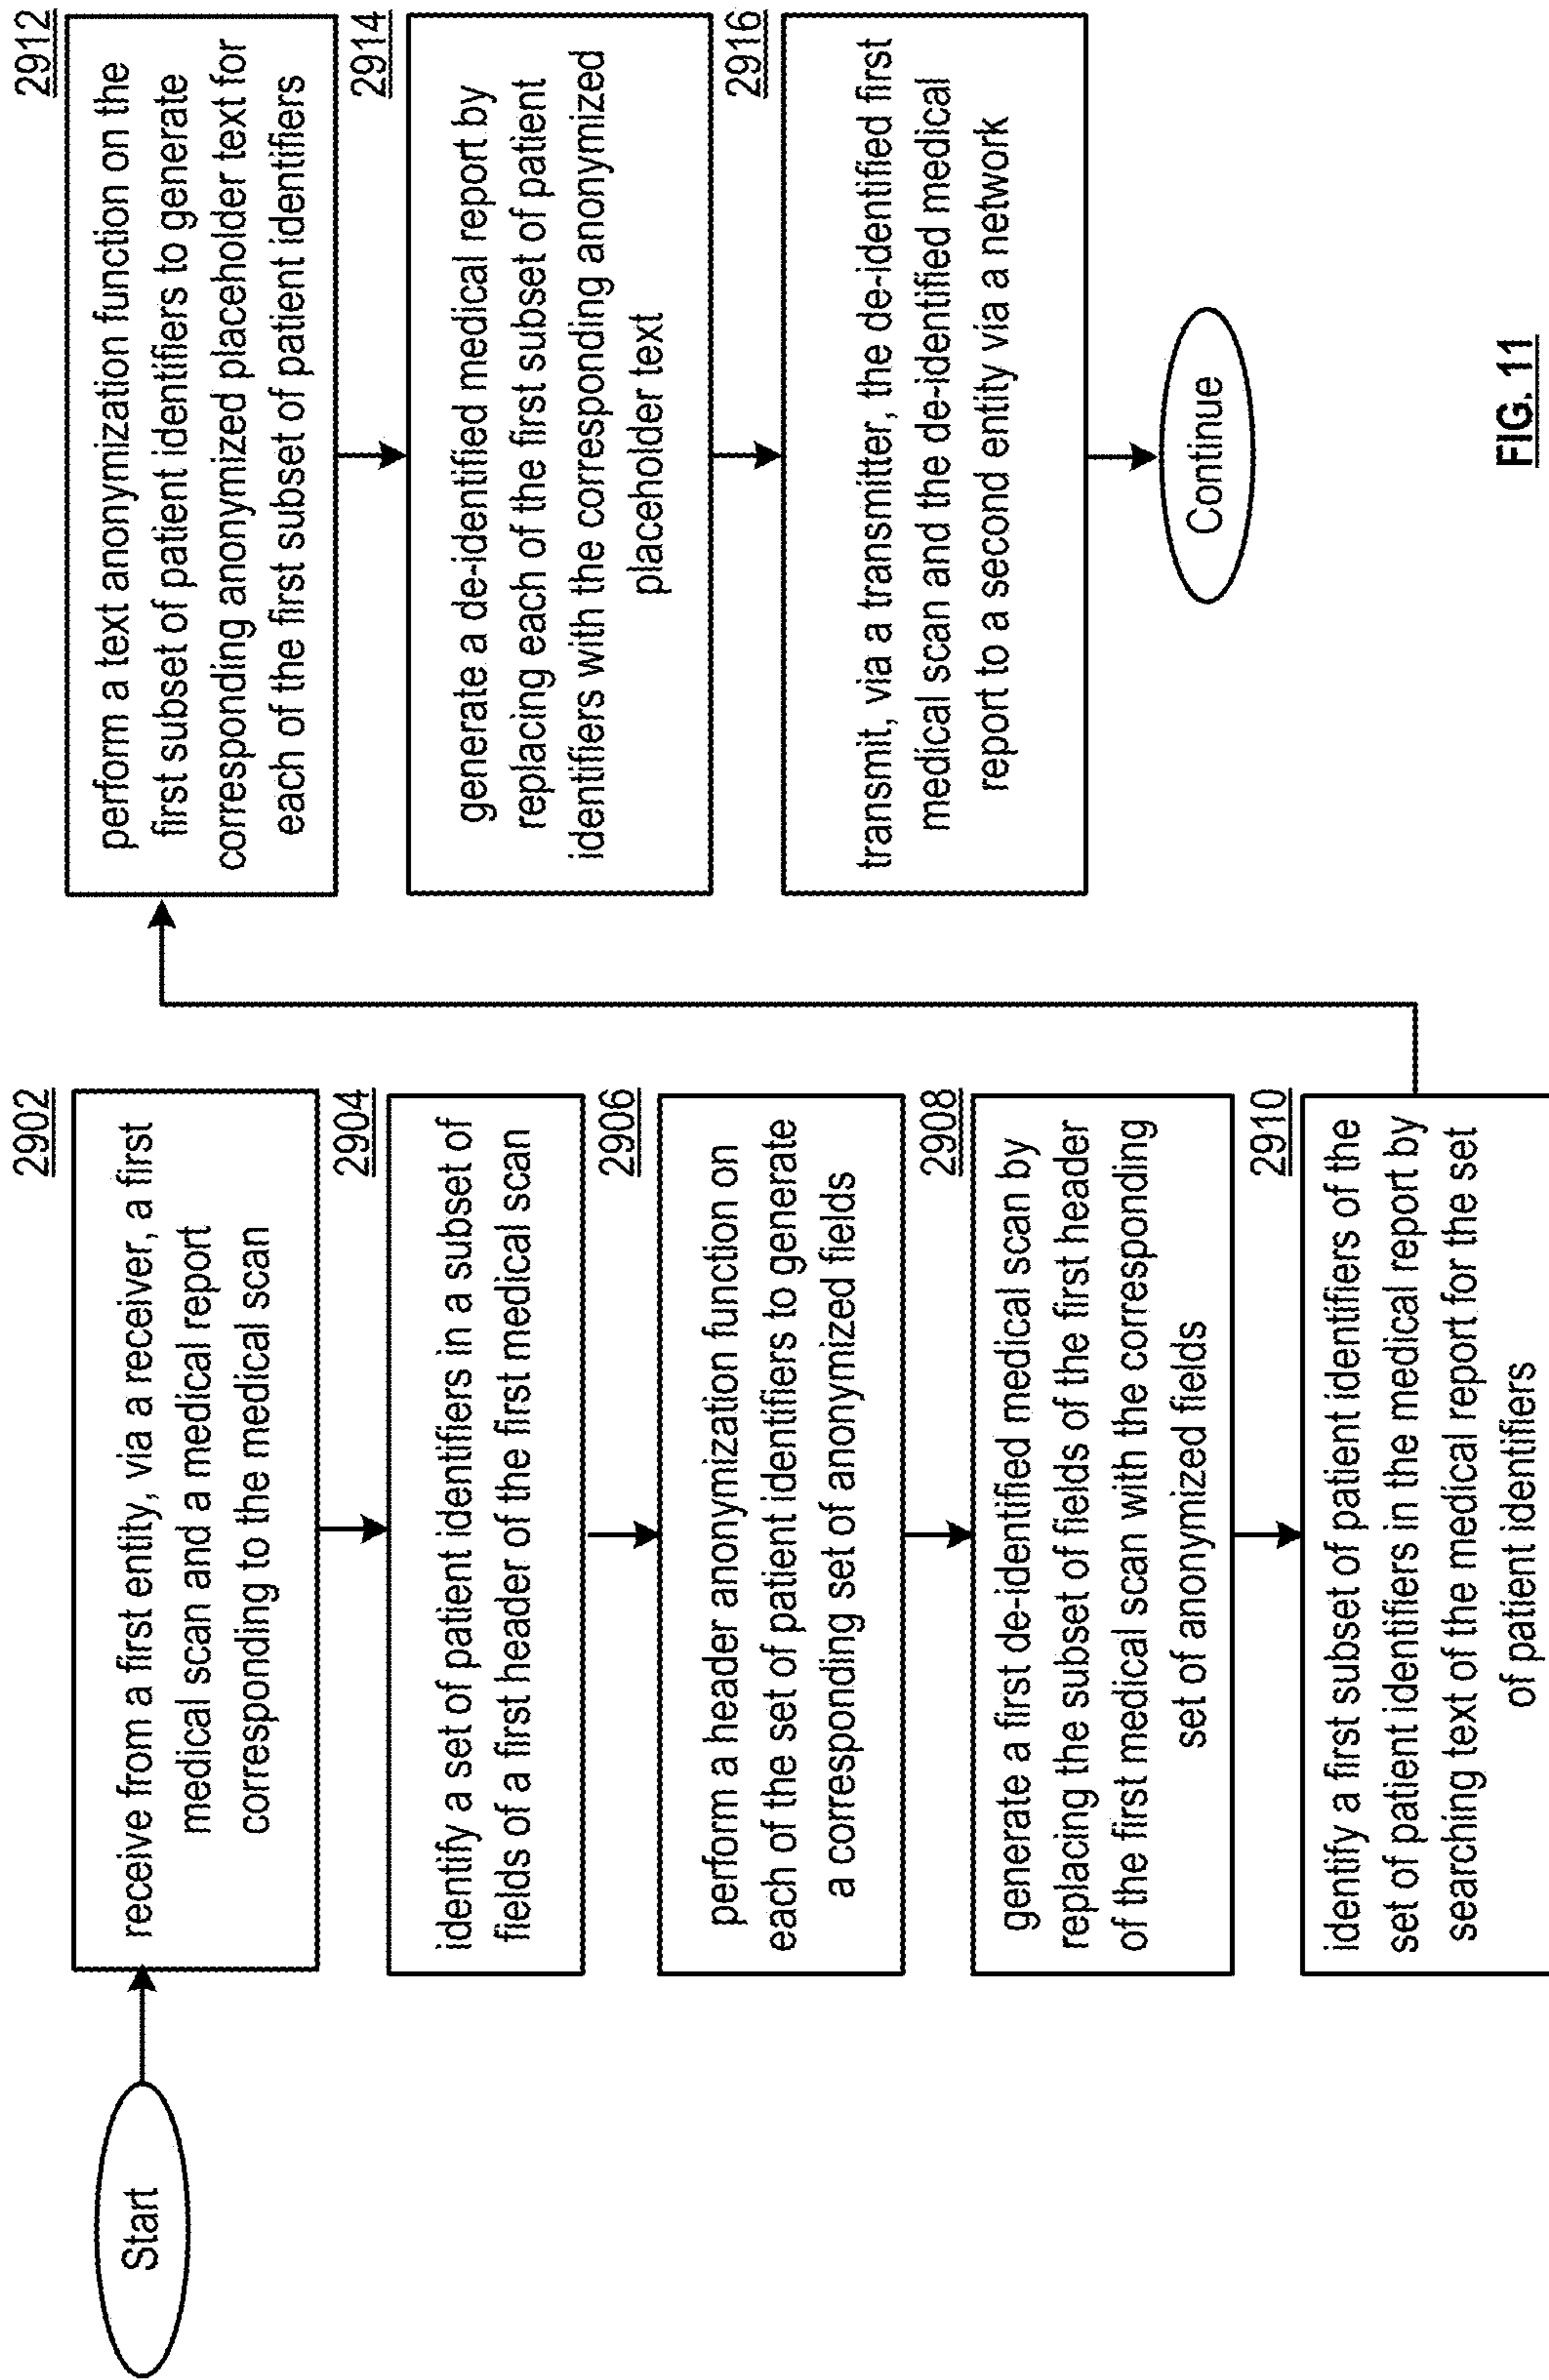 Start
2902
receive from a first entity, via a receiver, a first
medical scan and a medical report
corresponding to the medical scan
2904
identify a set of patient identifiers in a subset of
fields of a first header of the first medical scan
2906
perform a header anonymization function on
each of the set of patient identifiers to generate
a corresponding set of anonymized fields
2908
generate a first de-identified medical scan by
replacing the subset of fields of the first header
of the first medical scan with the corresponding
set of anonymized fields
2910
identify a first subset of patient identifiers of the
set of patient identifiers in the medical report by
searching text of the medical report for the set
of patient identifiers
2912
perform a text anonymization function on the
first subset of patient identifiers to generate
corresponding anonymized placeholder text for
each of the first subset of patient identifiers
2914
generate a de-identified medical report by
replacing each of the first subset of patient
identifiers with the corresponding anonymized
placeholder text
2916
transmit, via a transmitter, the de-identified first
medical scan and the de-identified medical
report to a second entity via a network
Continue
FIG. 11